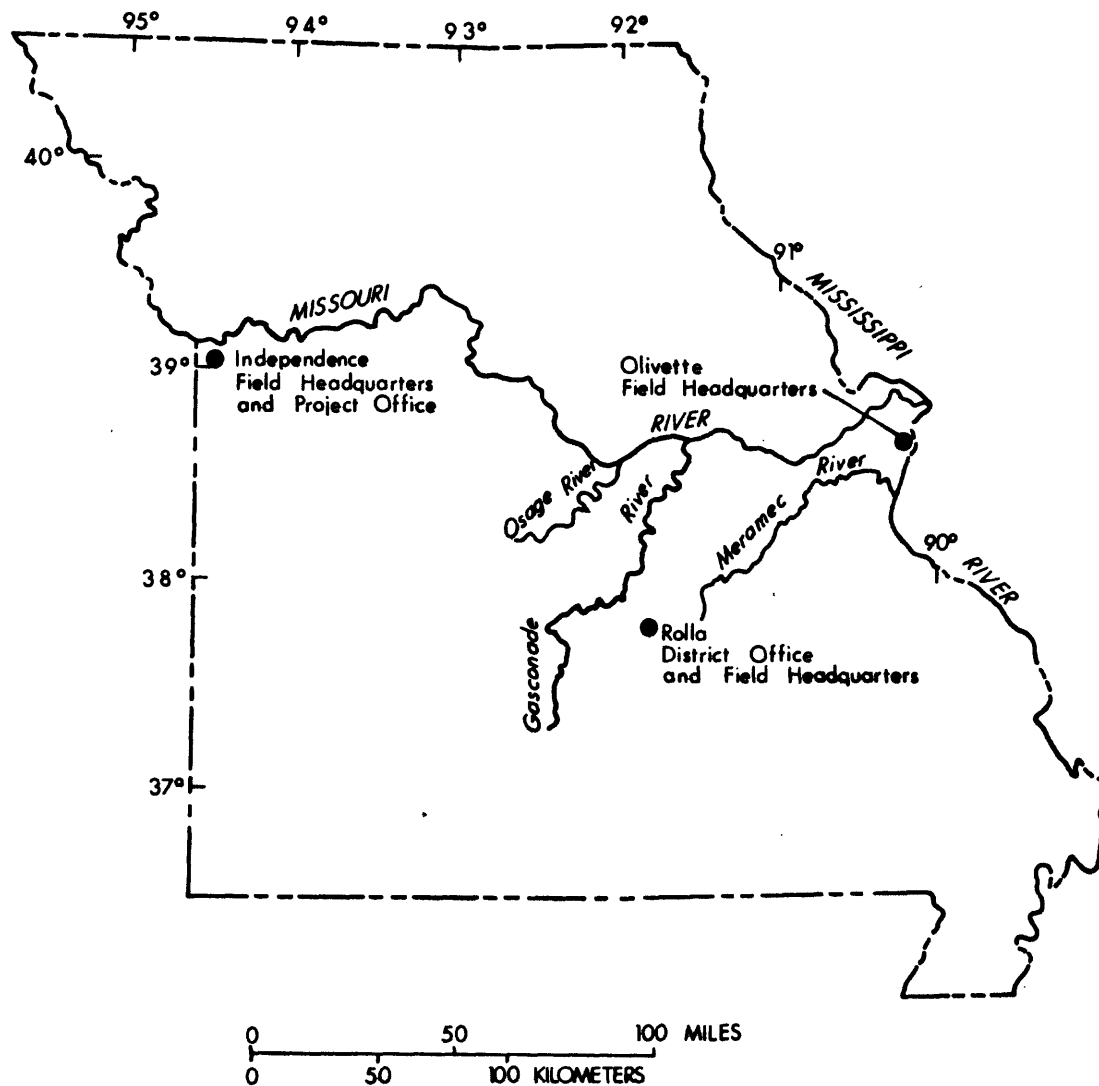 95° 94° 93° 92°
40°
91°
MISSISSIPPI
MISSOURI
39°
Independence
Field Headquarters
and Project Office
Olivette
Field Headquarters
RIVER
River
Osage River
River
Meramec
90°
RIVER
38°
Gasconade
Rolla
District Office
and Field Headquarters
37°
0 50 100 MILES
0 50 100 KILOMETERS